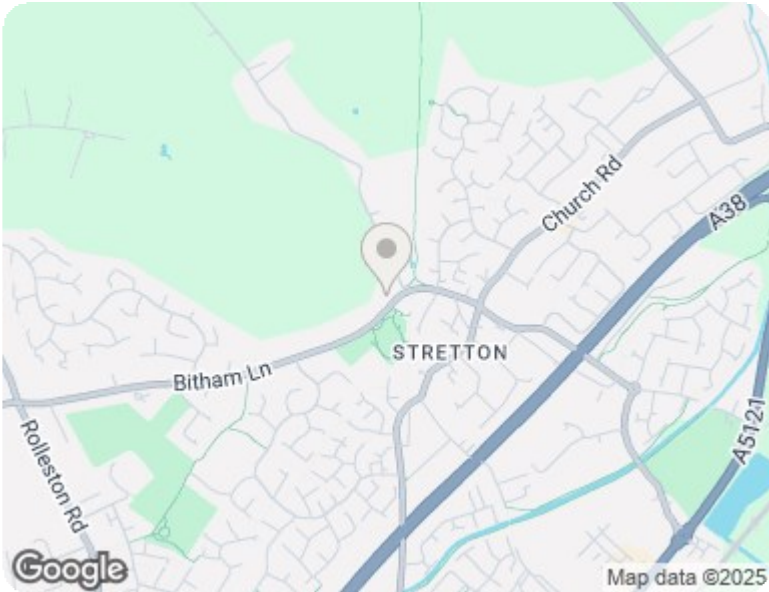 Church Rd
A38
STRETTON
Bitham Ln
A5121
Rolleston Rd
Google
Map data ©2025